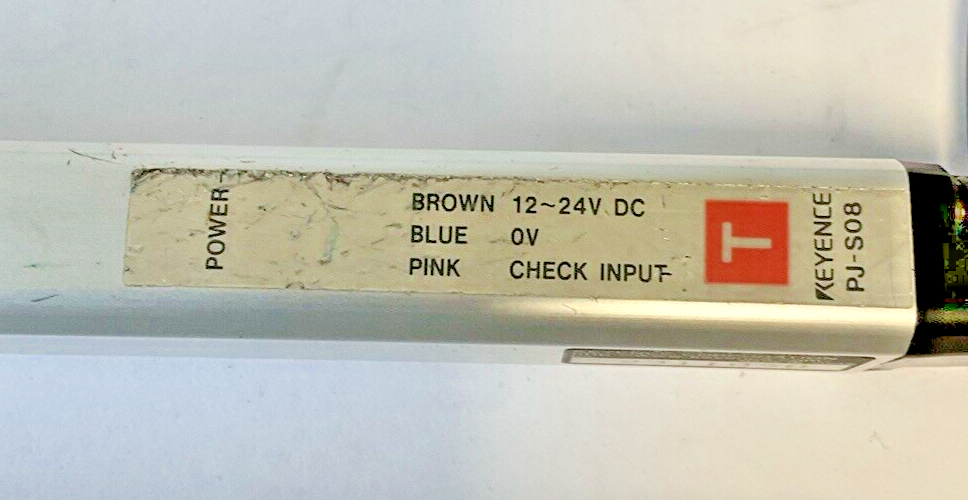 POWER
BROWN 12~24V DC
BLUE 0V
PINK CHECK INPUT
T
KEYENCE
PJ-S08